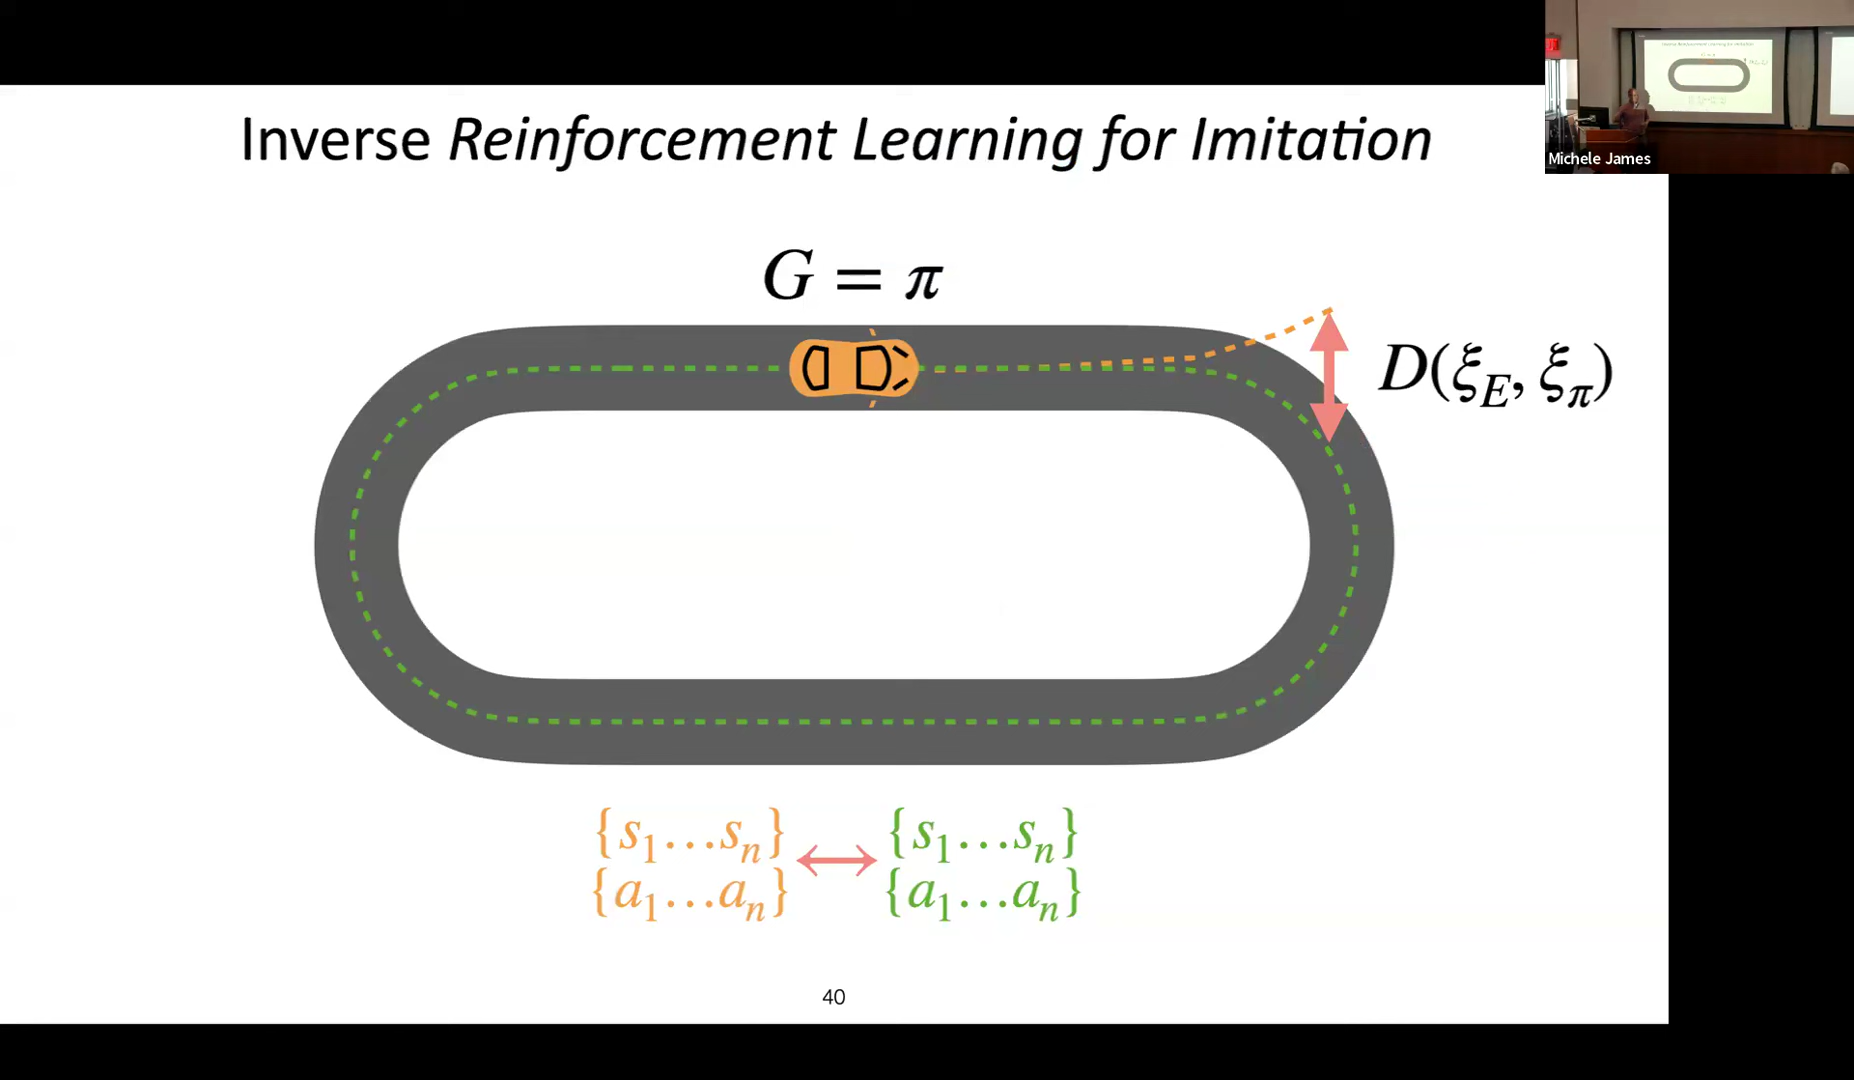 Inverse Reinforcement Learning for Imitation
Michele James
G = π
D(ξ_E, ξ_π)
{s_1…s_n} ↔ {s_1…s_n}
{a_1…a_n} {a_1…a_n}
40